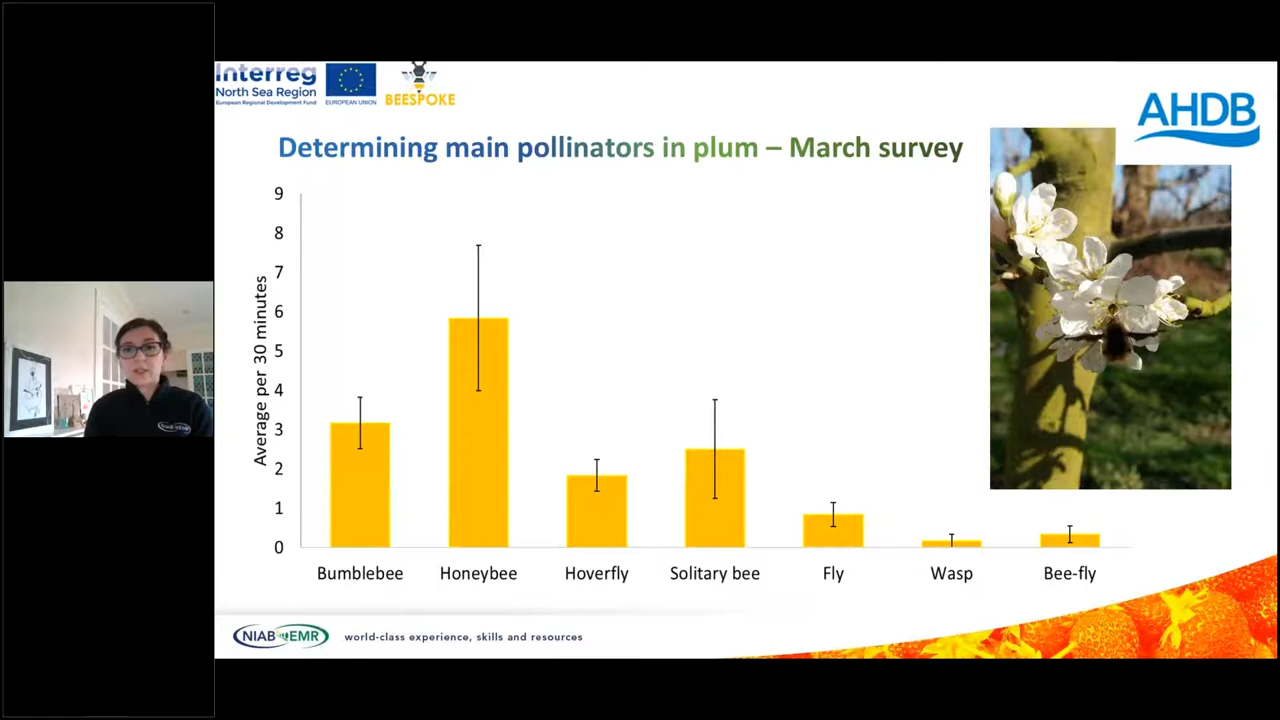 Interreg
North Sea Region
European Regional Development Fund
EUROPEAN UNION
BEESPOKE
AHDB
Determining main pollinators in plum – March survey
Average per 30 minutes
9
8
7
6
5
4
3
2
1
0
Bumblebee
Honeybee
Hoverfly
Solitary bee
Fly
Wasp
Bee-fly
NIAB EMR
world-class experience, skills and resources